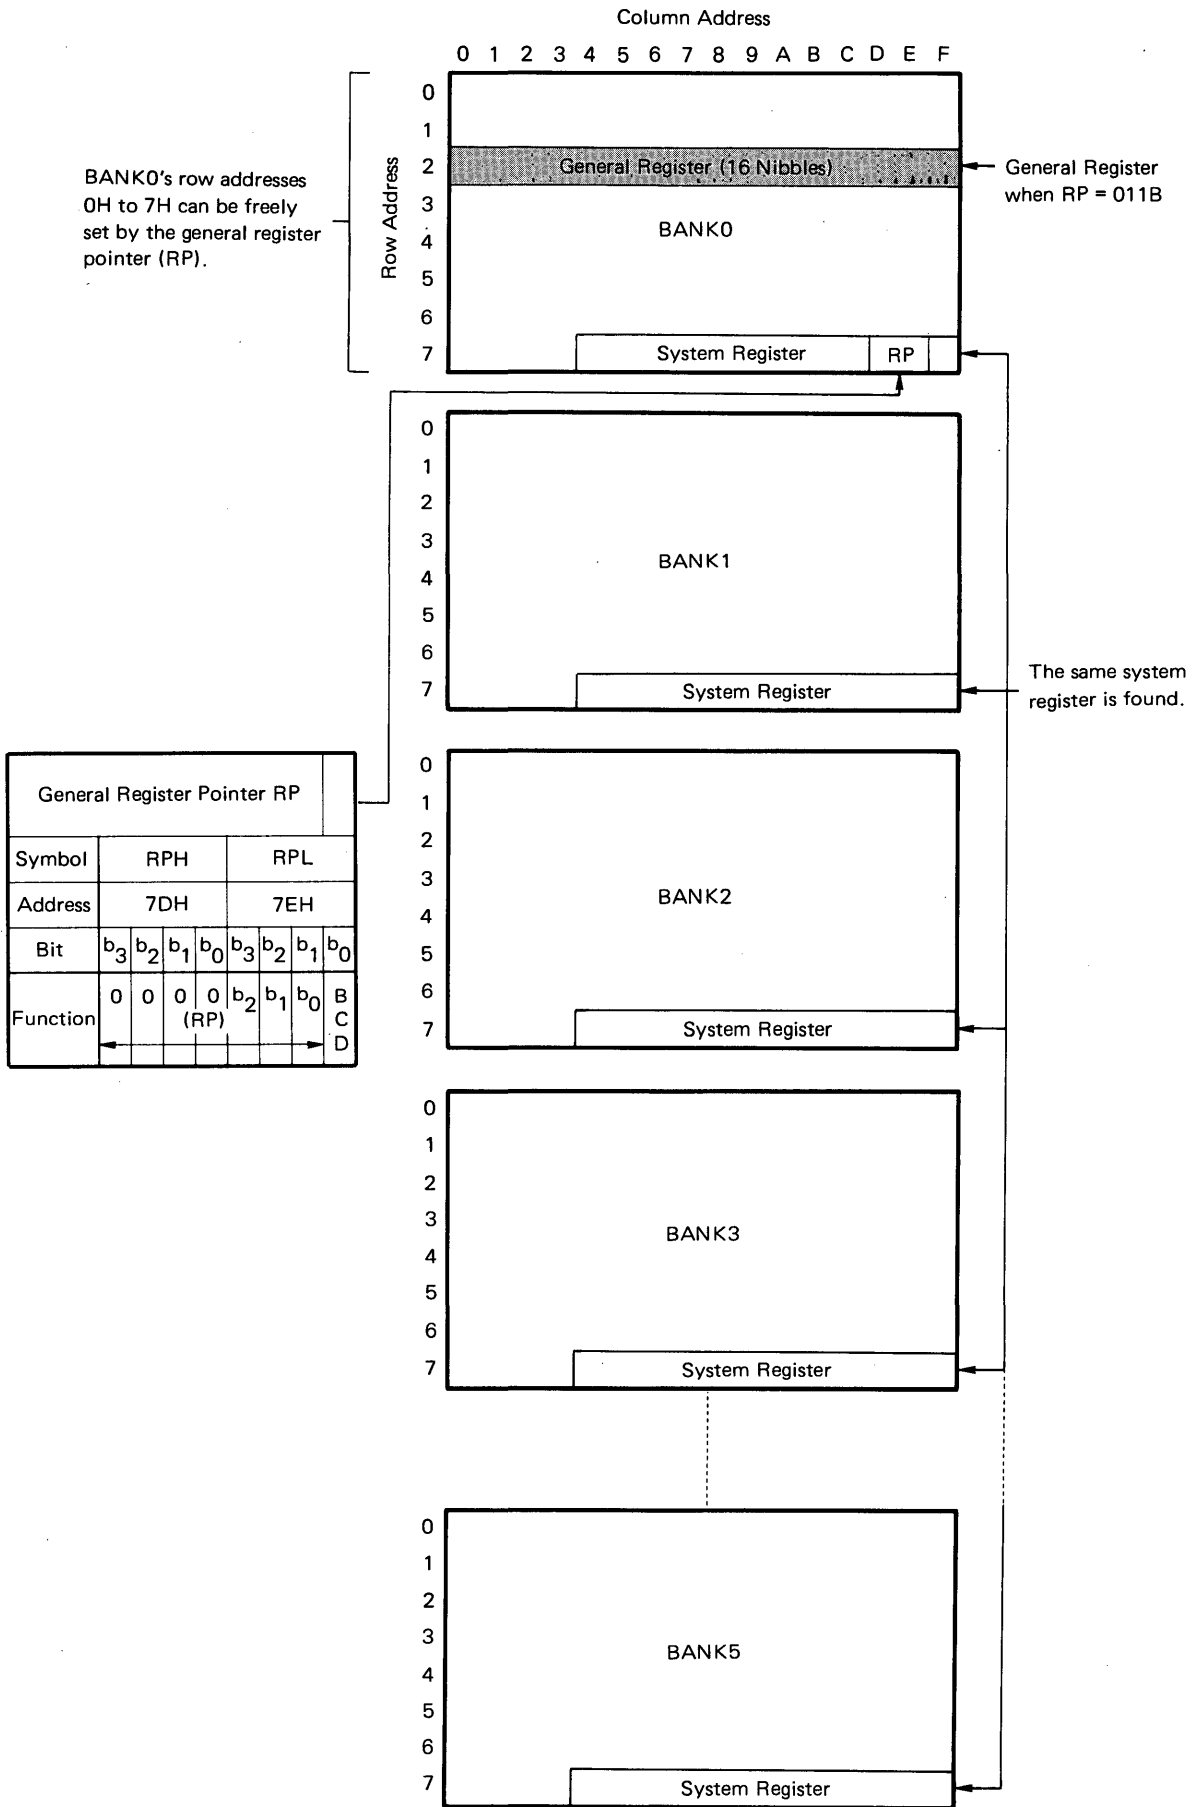 Column Address
0 1 2 3 4 5 6 7 8 9 A B C D E F
Row Address
0
1
2
3
4
5
6
7
General Register (16 Nibbles)
BANK0
System Register
RP
BANK0's row addresses
0H to 7H can be freely
set by the general register
pointer (RP).
General Register
when RP = 011B
0
1
2
3
4
5
6
7
BANK1
System Register
The same system
register is found.
General Register Pointer RP
Symbol RPH RPL
Address 7DH 7EH
Bit b3 b2 b1 b0 b3 b2 b1 b0
Function 0 0 0 0 b2 b1 b0 B C D
(RP)
0
1
2
3
4
5
6
7
BANK2
System Register
0
1
2
3
4
5
6
7
BANK3
System Register
0
1
2
3
4
5
6
7
BANK5
System Register